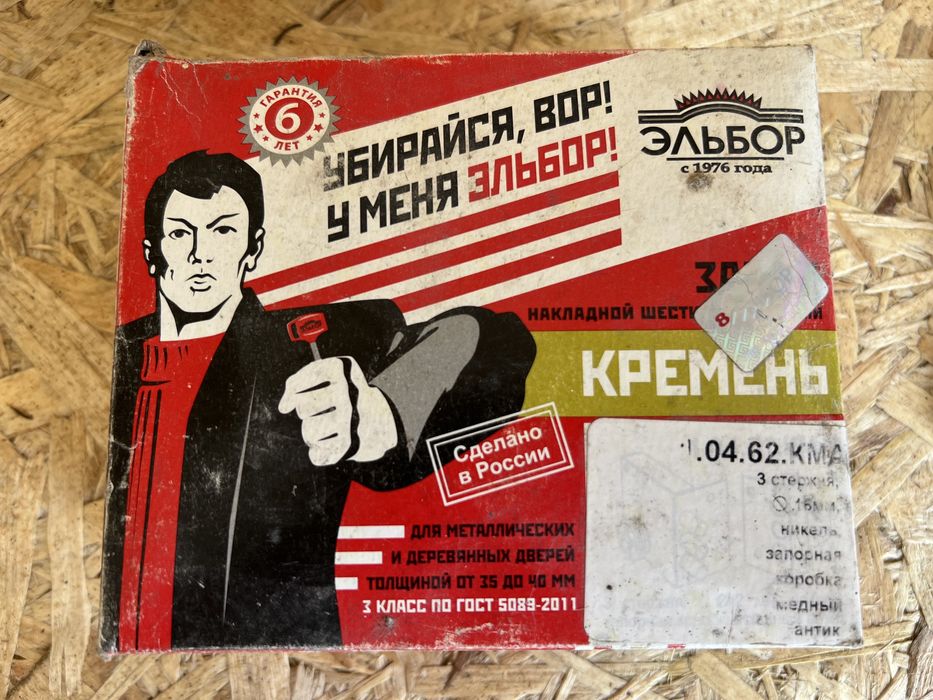 ГАРАНТИЯ
6
ЛЕТ
УБИРАЙСЯ, ВОР!
У МЕНЯ ЭЛЬБОР!
ЭЛЬБОР
с 1976 года
НАКЛАДНОЙ
8
КРЕМЕНЬ
Сделано
в России
.04.62.КМА
3 стержня,
∅ 16мм,
никель,
запорная
коробка
медный
антик
ДЛЯ МЕТАЛЛИЧЕСКИХ
И ДЕРЕВЯННЫХ ДВЕРЕЙ
ТОЛЩИНОЙ ОТ 35 ДО 40 ММ
3 КЛАСС ПО ГОСТ 5089-2011